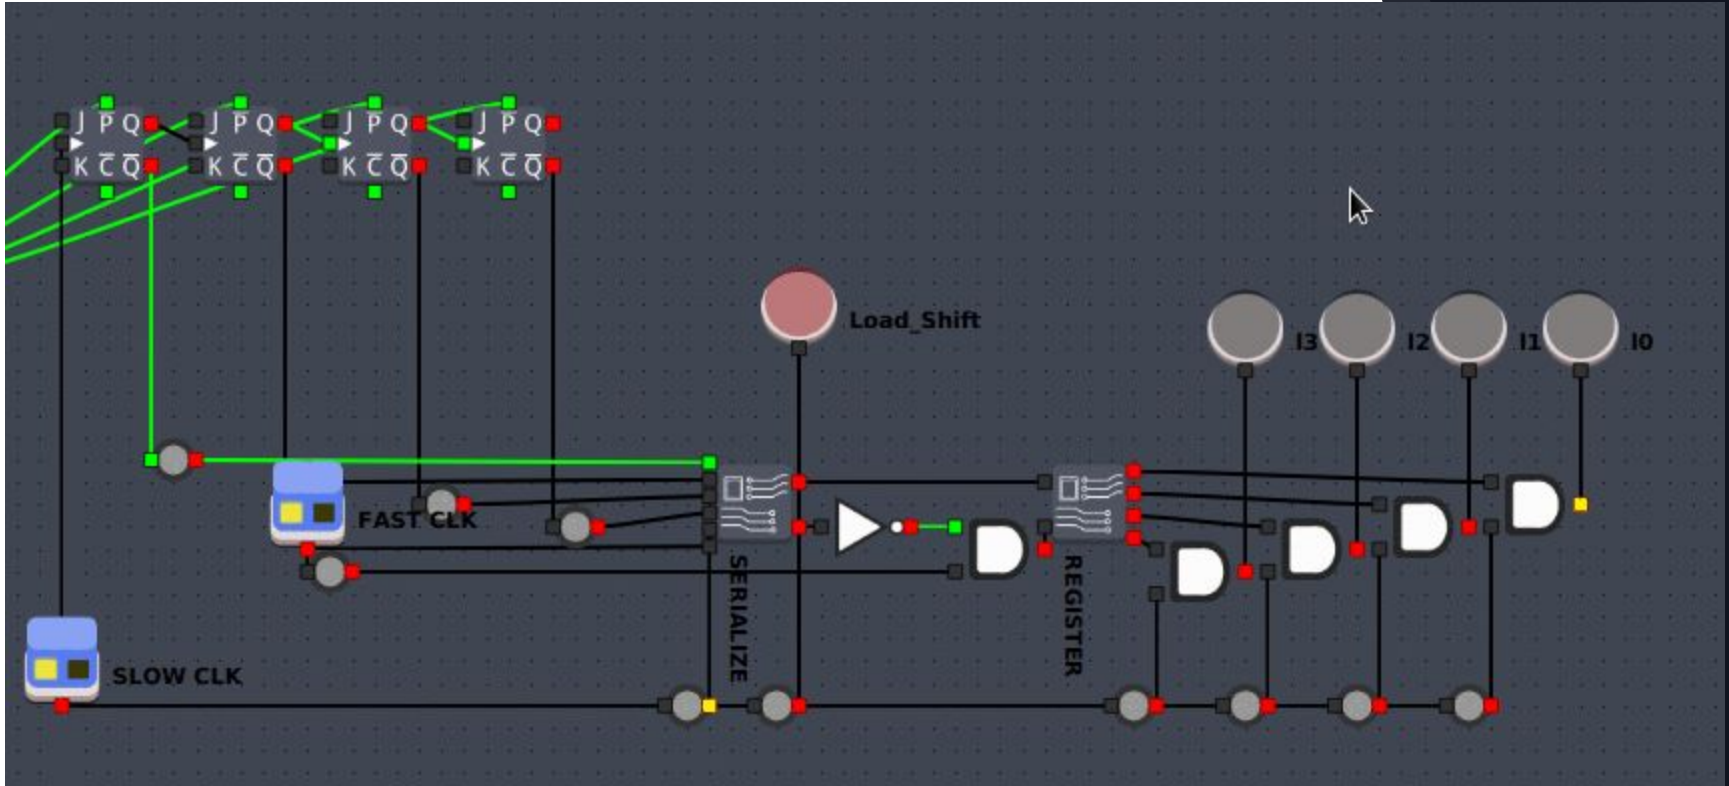 J P̅ Q J P̅ Q J P̅ Q J P̅ Q
K C̅ Q̅ K C̅ Q̅ K C̅ Q̅ K C̅ Q̅
Load_Shift
I3 I2 I1 I0
FAST CLK
SERIALIZE
REGISTER
SLOW CLK